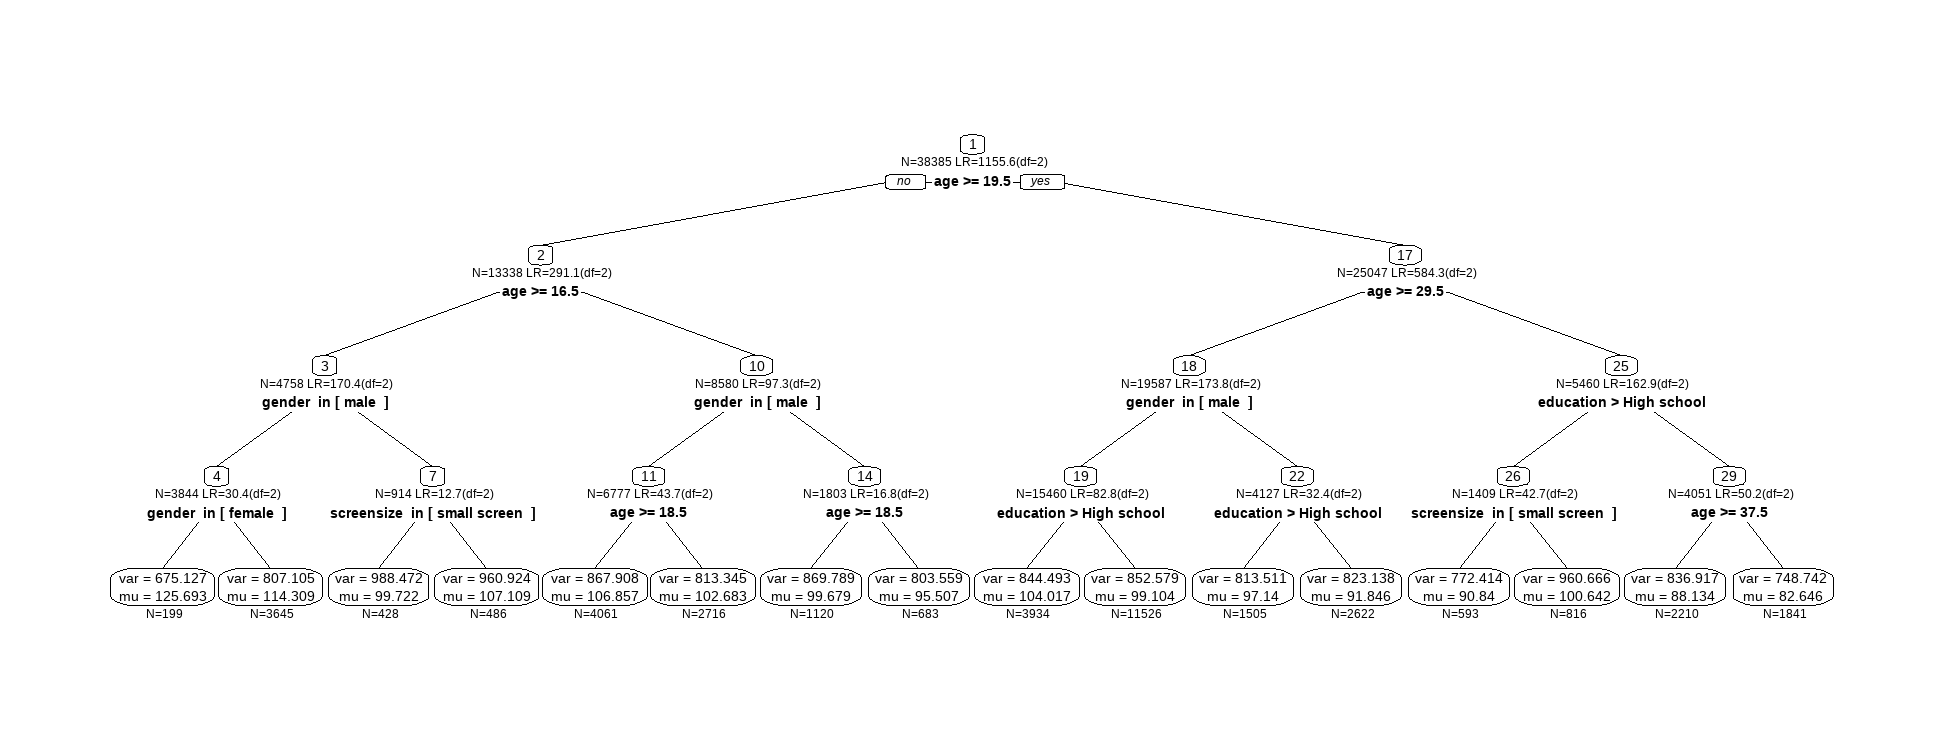 1
N=38385 LR=1155.6(df=2)
no age >= 19.5 yes
2 17
N=13338 LR=291.1(df=2) N=25047 LR=584.3(df=2)
age >= 16.5 age >= 29.5
3 10 18 25
N=4758 LR=170.4(df=2) N=8580 LR=97.3(df=2) N=19587 LR=173.8(df=2) N=5460 LR=162.9(df=2)
gender in [ male ] gender in [ male ] gender in [ male ] education > High school
4 7 11 14 19 22 26 29
N=3844 LR=30.4(df=2) N=914 LR=12.7(df=2) N=6777 LR=43.7(df=2) N=1803 LR=16.8(df=2) N=15460 LR=82.8(df=2) N=4127 LR=32.4(df=2) N=1409 LR=42.7(df=2) N=4051 LR=50.2(df=2)
gender in [ female ] screensize in [ small screen ] age >= 18.5 age >= 18.5 education > High school education > High school screensize in [ small screen ] age >= 37.5
var = 675.127 var = 807.105 var = 988.472 var = 960.924 var = 867.908 var = 813.345 var = 869.789 var = 803.559 var = 844.493 var = 852.579 var = 813.511 var = 823.138 var = 772.414 var = 960.666 var = 836.917 var = 748.742
mu = 125.693 mu = 114.309 mu = 99.722 mu = 107.109 mu = 106.857 mu = 102.683 mu = 99.679 mu = 95.507 mu = 104.017 mu = 99.104 mu = 97.14 mu = 91.846 mu = 90.84 mu = 100.642 mu = 88.134 mu = 82.646
N=199 N=3645 N=428 N=486 N=4061 N=2716 N=1120 N=683 N=3934 N=11526 N=1505 N=2622 N=593 N=816 N=2210 N=1841